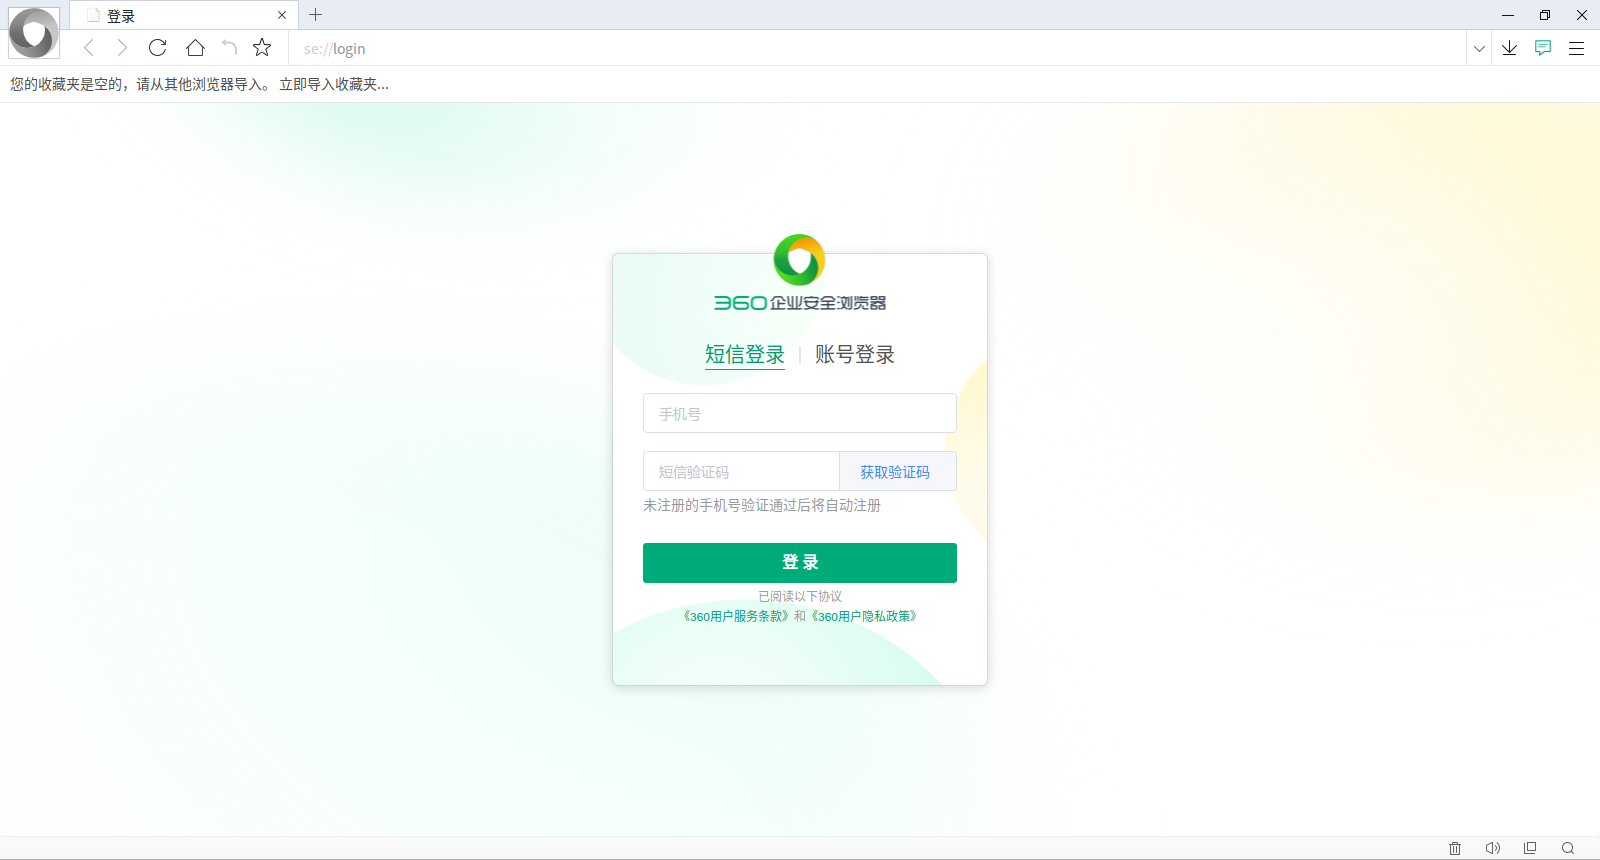 登录
se://login
您的收藏夹是空的，请从其他浏览器导入。 立即导入收藏夹...
360企业安全浏览器
短信登录 | 账号登录
手机号
短信验证码 获取验证码
未注册的手机号验证通过后将自动注册
登 录
已阅读以下协议
《360用户服务条款》和《360用户隐私政策》